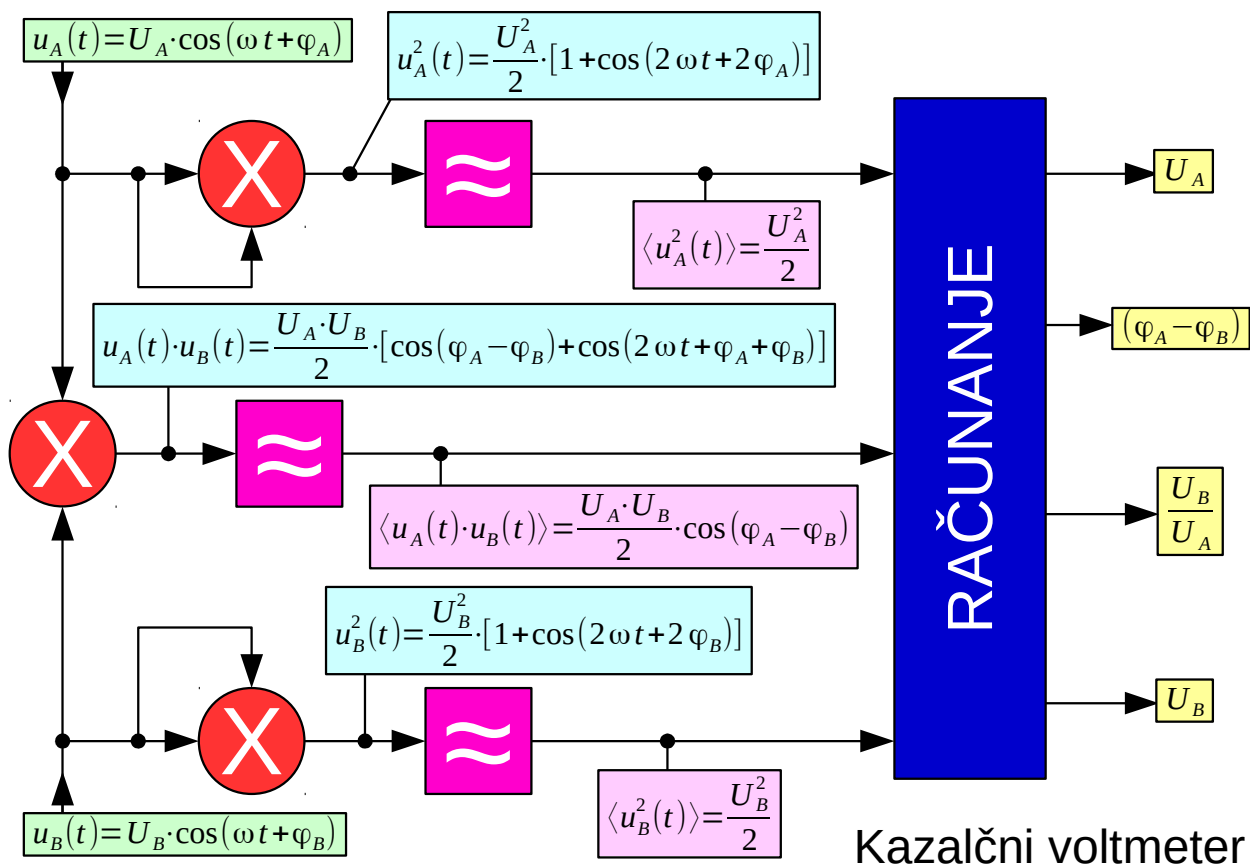 u_A(t)=U_A·cos(ωt+φ_A)
u_A^2(t)=U_A^2/2·[1+cos(2ωt+2φ_A)]
X
≈
U_A
⟨u_A^2(t)⟩=U_A^2/2
u_A(t)·u_B(t)=U_A·U_B/2·[cos(φ_A−φ_B)+cos(2ωt+φ_A+φ_B)]
(φ_A−φ_B)
RAČUNANJE
X
≈
⟨u_A(t)·u_B(t)⟩=U_A·U_B/2·cos(φ_A−φ_B)
U_B/U_A
u_B^2(t)=U_B^2/2·[1+cos(2ωt+2φ_B)]
X
≈
U_B
⟨u_B^2(t)⟩=U_B^2/2
u_B(t)=U_B·cos(ωt+φ_B)
Kazalčni voltmeter